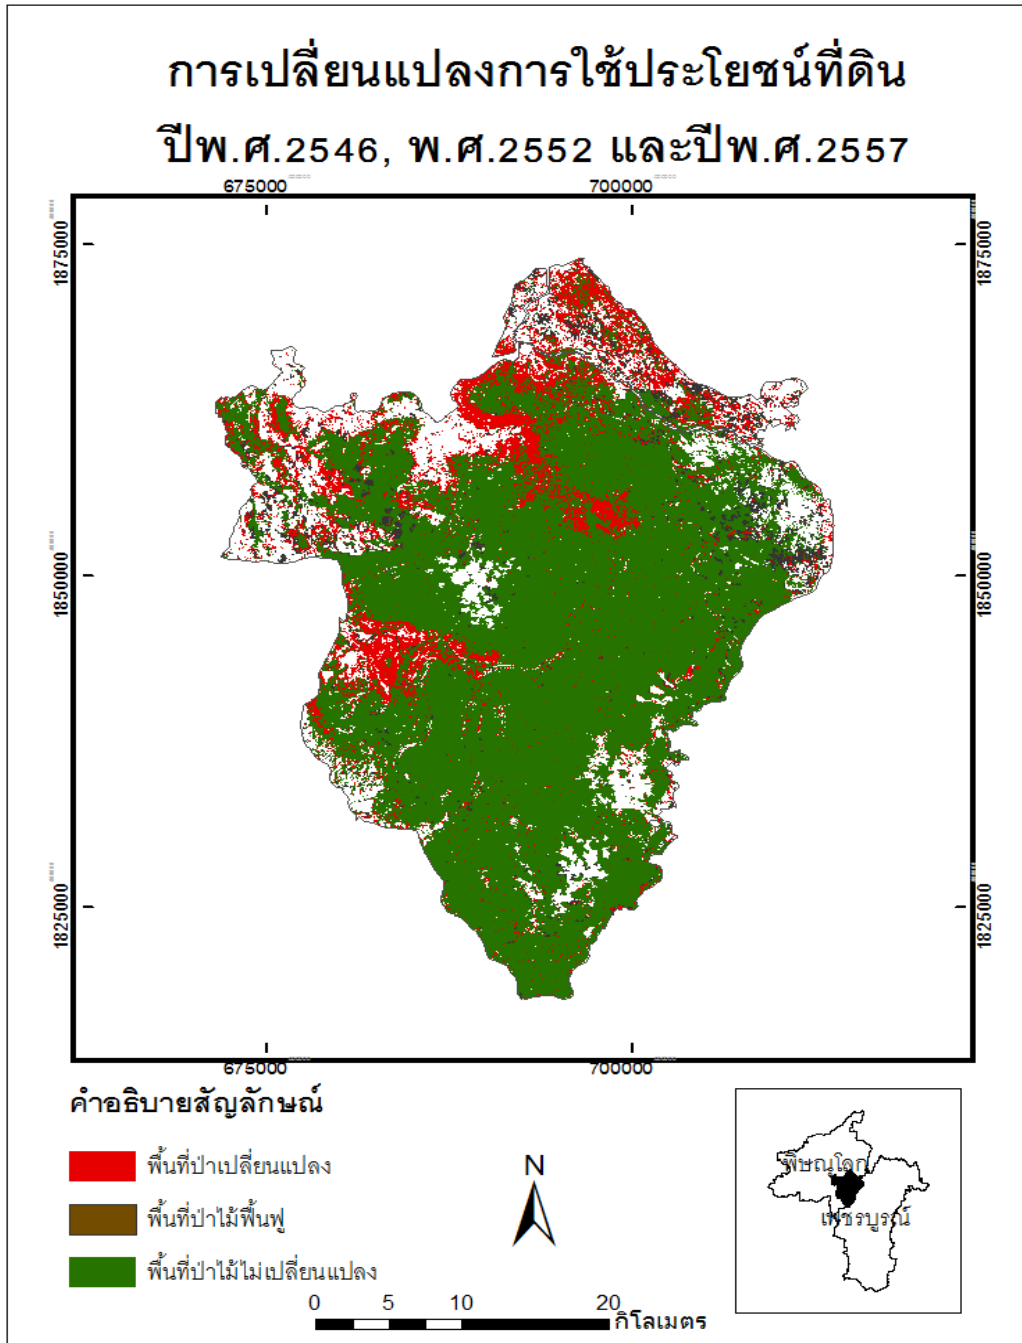 การเปลี่ยนแปลงการใช้ประโยชน์ที่ดิน
ปีพ.ศ.2546, พ.ศ.2552 และปีพ.ศ.2557
675000 700000
1875000 1875000
1850000 1850000
1825000 1825000
675000 700000
คำอธิบายสัญลักษณ์
พื้นที่ป่าเปลี่ยนแปลง
พื้นที่ป่าไม้ฟื้นฟู
พื้นที่ป่าไม้ไม่เปลี่ยนแปลง
N
0 5 10 20
กิโลเมตร
พิษณุโลก
เพชรบูรณ์